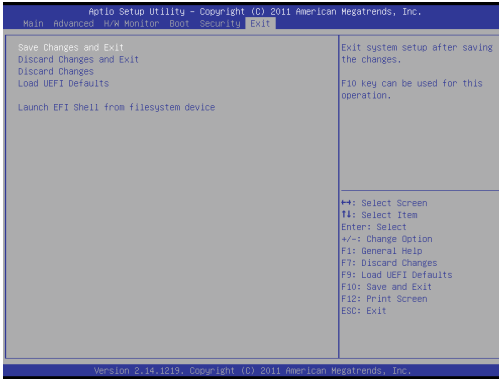 Aptio Setup Utility – Copyright (C) 2011 American Megatrends, Inc.
Main Advanced H/W Monitor Boot Security Exit
Save Changes and Exit
Discard Changes and Exit
Discard Changes
Load UEFI Defaults
Launch EFI Shell from filesystem device
Exit system setup after saving
the changes.
F10 key can be used for this
operation.
↔: Select Screen
↑↓: Select Item
Enter: Select
+/-: Change Option
F1: General Help
F7: Discard Changes
F9: Load UEFI Defaults
F10: Save and Exit
F12: Print Screen
ESC: Exit
Version 2.14.1219. Copyright (C) 2011 American Megatrends, Inc.